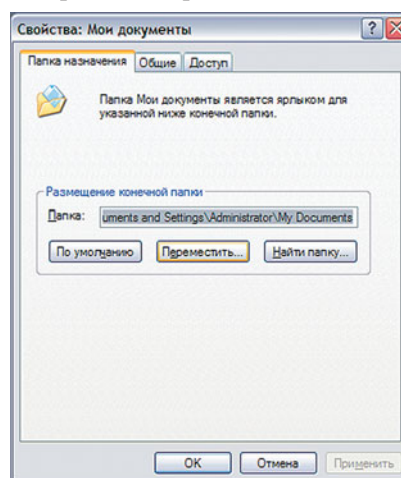 Свойства: Мои документы
Папка назначения Общие Доступ
Папка Мои документы является ярлыком для
указанной ниже конечной папки.
Размещение конечной папки
Папка: uments and Settings\Administrator\My Documents
По умолчанию Переместить... Найти папку...
OK Отмена Применить